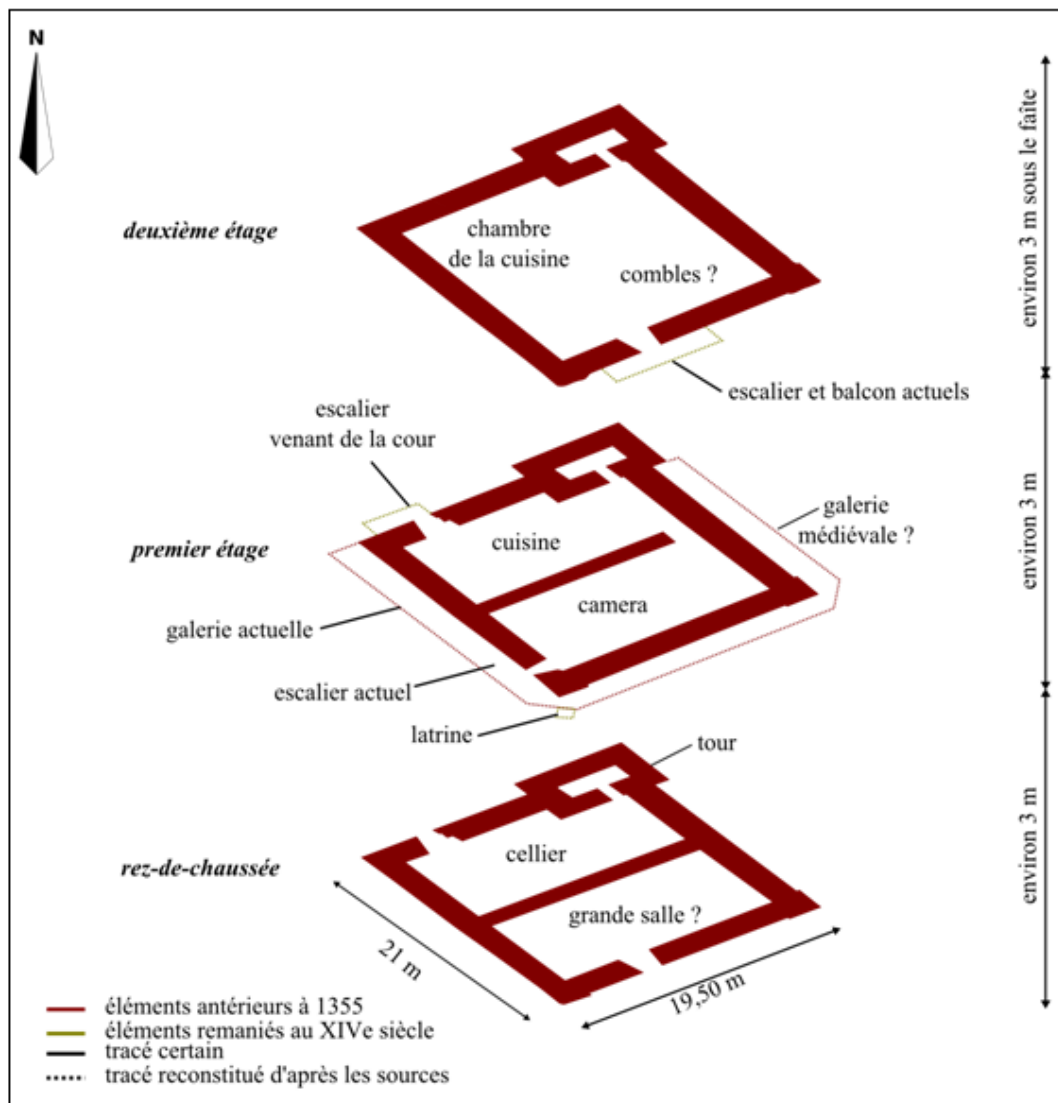 N
deuxième étage
chambre
de la cuisine
combles ?
environ 3 m sous le faîte
escalier et balcon actuels
escalier
venant de la cour
premier étage
cuisine
camera
galerie
médiévale ?
environ 3 m
galerie actuelle
escalier actuel
latrine
tour
rez-de-chaussée
cellier
grande salle ?
environ 3 m
21 m
19,50 m
éléments antérieurs à 1355
éléments remaniés au XIVe siècle
tracé certain
tracé reconstitué d'après les sources